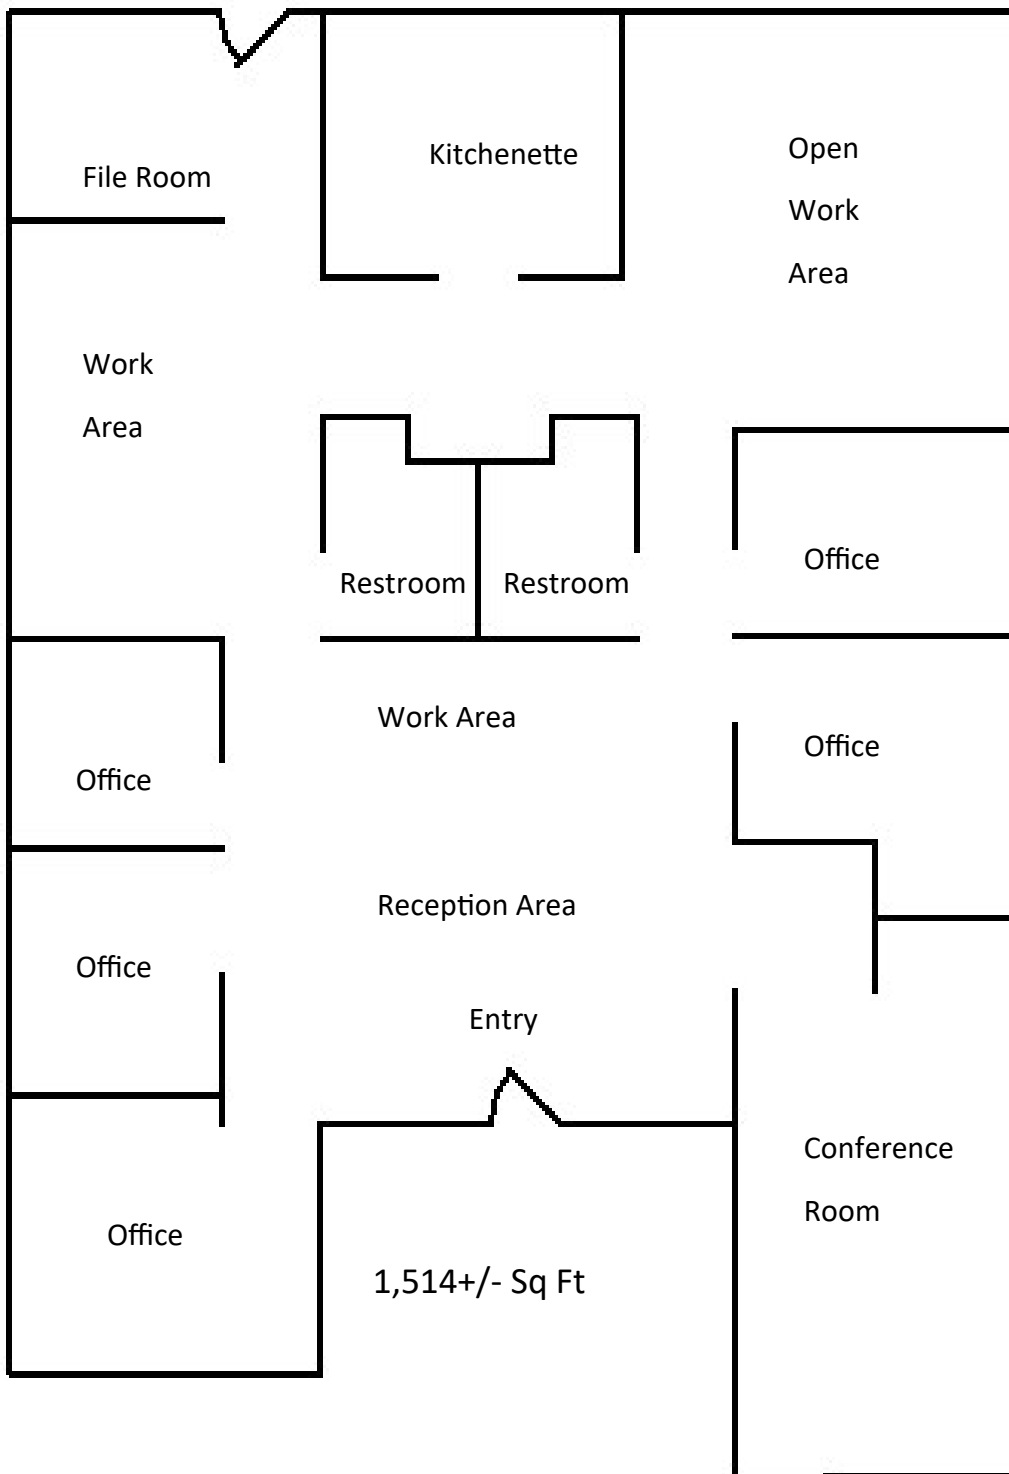 File Room
Kitchenette
Open
Work
Area
Work
Area
Restroom
Restroom
Office
Work Area
Office
Office
Reception Area
Office
Entry
Conference
Room
Office
1,514+/- Sq Ft